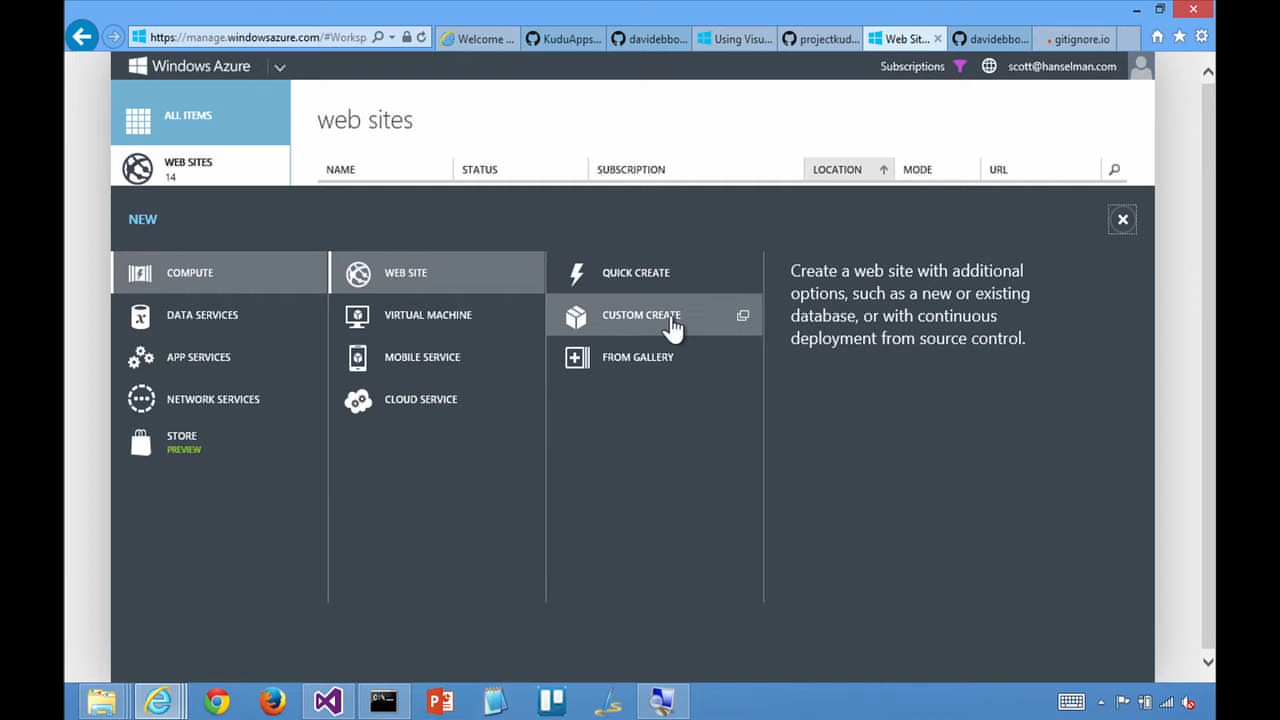 https://manage.windowsazure.com/#Worksp
Welcome ...
KuduApps...
davidebbo...
Using Visu...
projectkud...
Web Sit...
davidebbo...
gitignore.io
Windows Azure
Subscriptions
scott@hanselman.com
ALL ITEMS
WEB SITES
14
web sites
NAME
STATUS
SUBSCRIPTION
LOCATION
MODE
URL
NEW
COMPUTE
DATA SERVICES
APP SERVICES
NETWORK SERVICES
STORE
PREVIEW
WEB SITE
VIRTUAL MACHINE
MOBILE SERVICE
CLOUD SERVICE
QUICK CREATE
CUSTOM CREATE
FROM GALLERY
Create a web site with additional
options, such as a new or existing
database, or with continuous
deployment from source control.